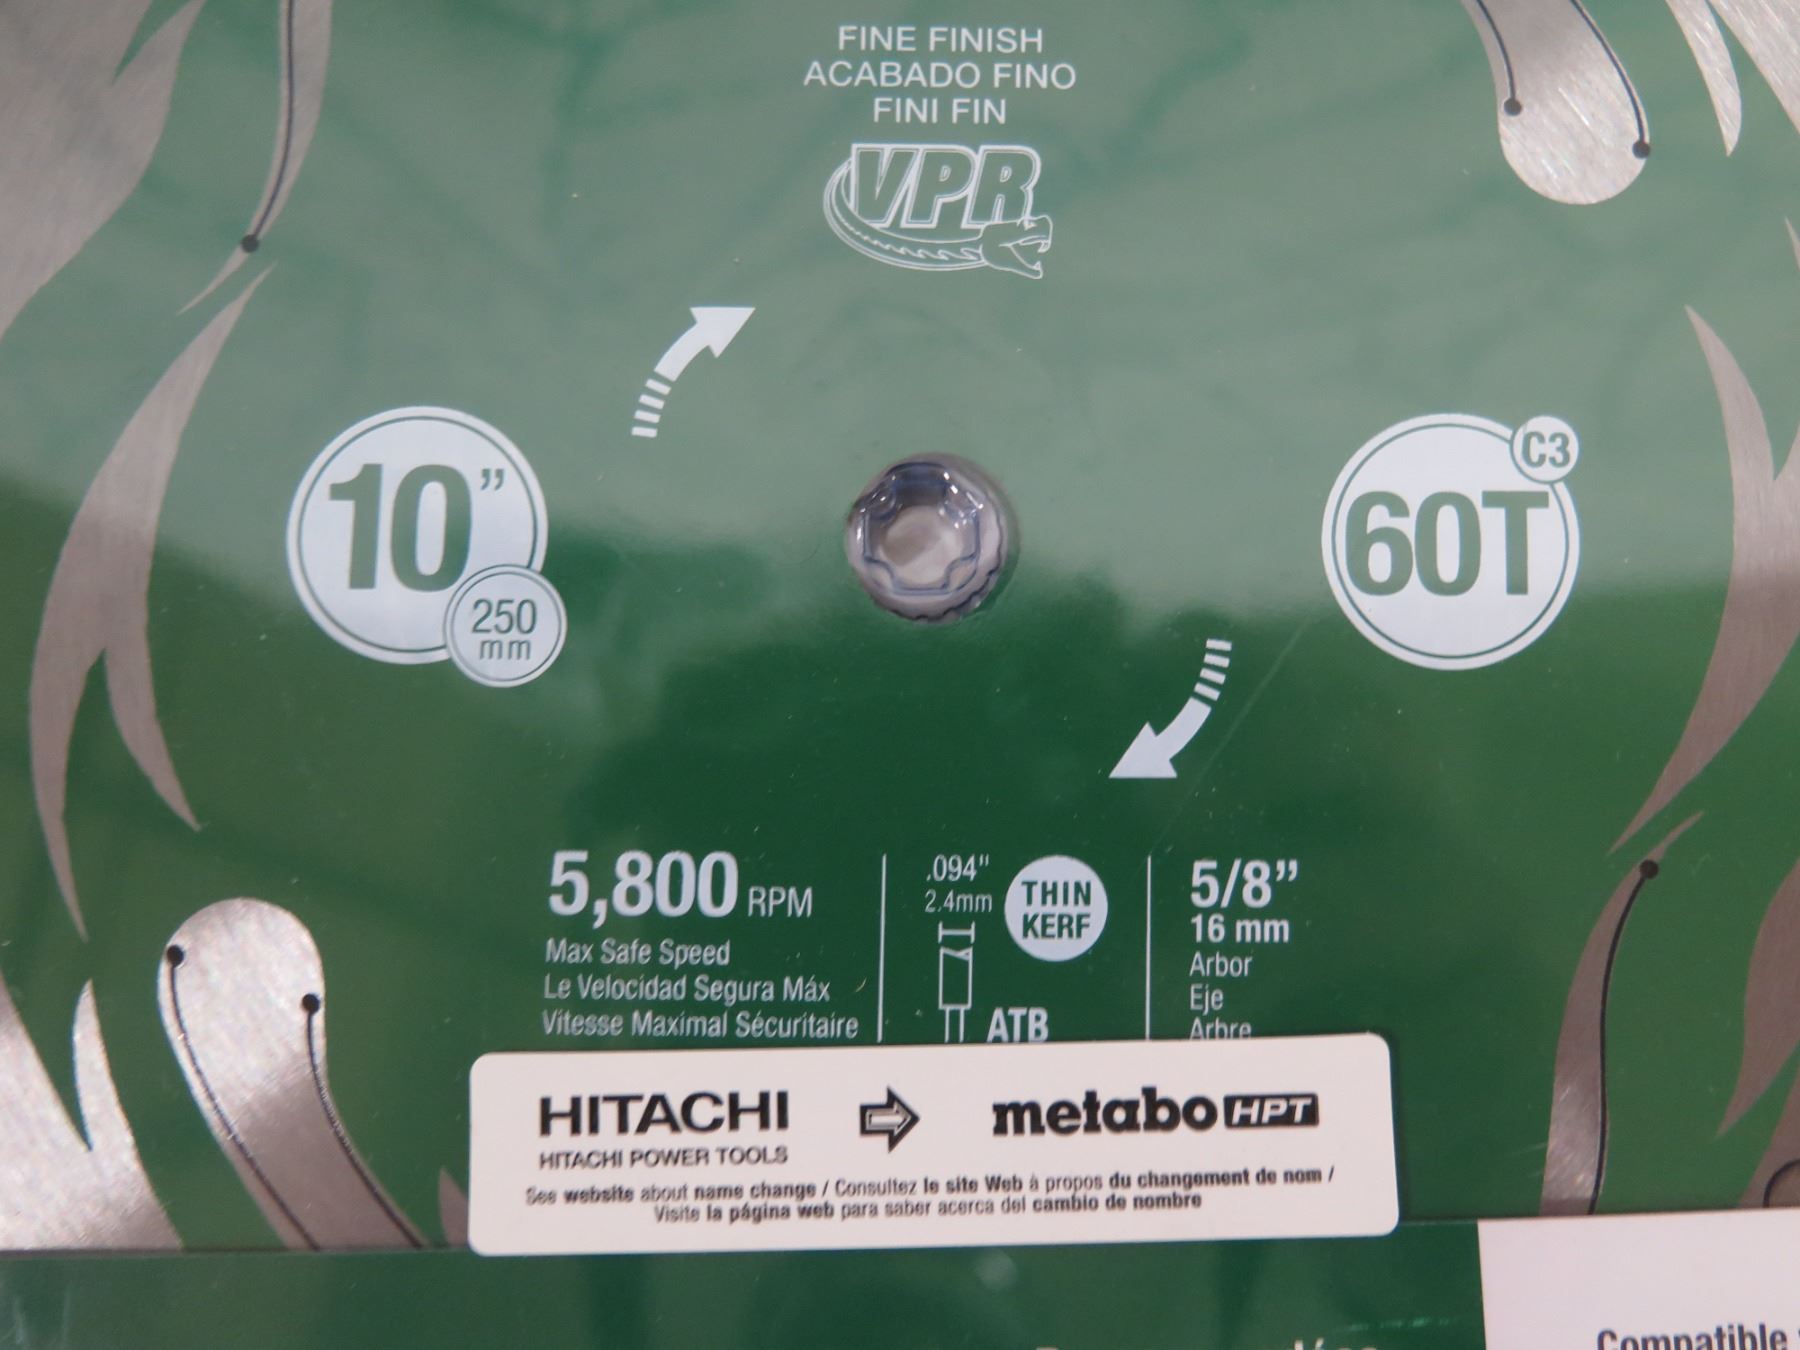 FINE FINISH
ACABADO FINO
FINI FIN
VPR
10"
250
mm
C3
60T
5,800 RPM
Max Safe Speed
Le Velocidad Segura Máx
Vitesse Maximal Sécuritaire
.094"
2.4mm
THIN
KERF
ATB
5/8"
16 mm
Arbor
Eje
Arbre
HITACHI
HITACHI POWER TOOLS
metabo HPT
See website about name change / Consultez le site Web à propos du changement de nom /
Visite la página web para saber acerca del cambio de nombre
Compatible